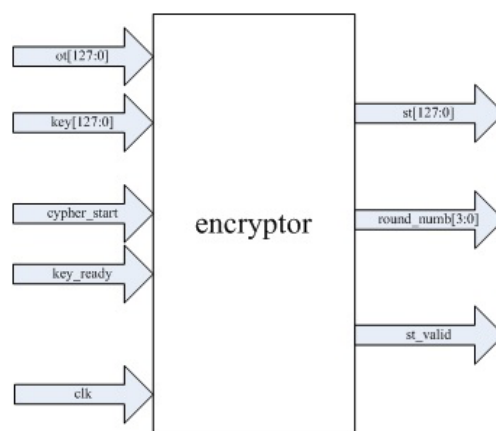 ot[127:0]
key[127:0]
cypher_start
key_ready
clk
encryptor
st[127:0]
round_numb[3:0]
st_valid